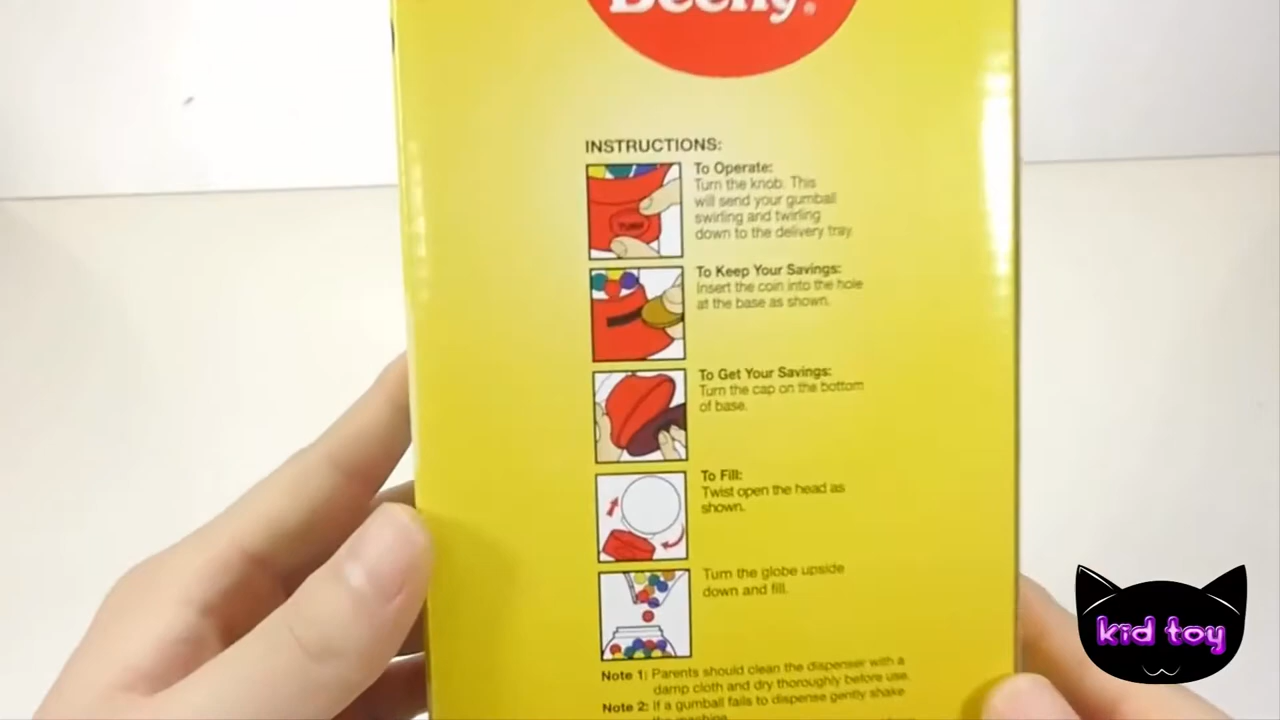 Beeny®
INSTRUCTIONS:
To Operate:
Turn the knob. This
will send your gumball
swirling and twirling
down to the delivery tray.
TURN
To Keep Your Savings:
Insert the coin into the hole
at the base as shown.
To Get Your Savings:
Turn the cap on the bottom
of base.
To Fill:
Twist open the head as
shown.
Turn the globe upside
down and fill.
Note 1: Parents should clean the dispenser with a
damp cloth and dry thoroughly before use.
Note 2: If a gumball fails to dispense gently shake
the machine.
kid toy